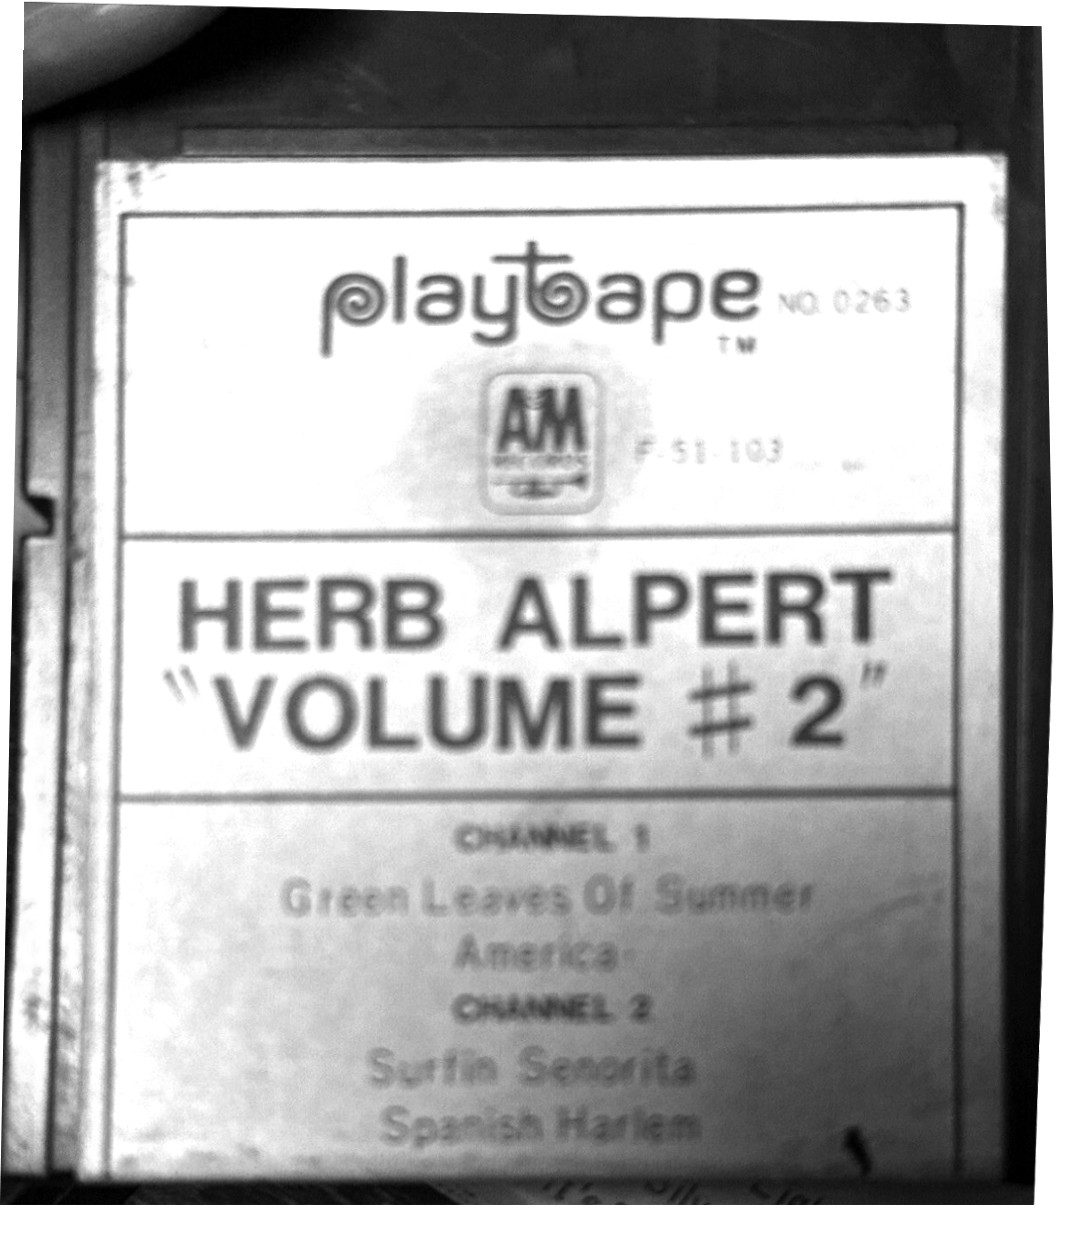 playtape NO. 0263
TM
A&M
RECORDS
F-51-103
HERB ALPERT
"VOLUME # 2"
CHANNEL 1
Green Leaves Of Summer
America
CHANNEL 2
Surfin Senorita
Spanish Harlem